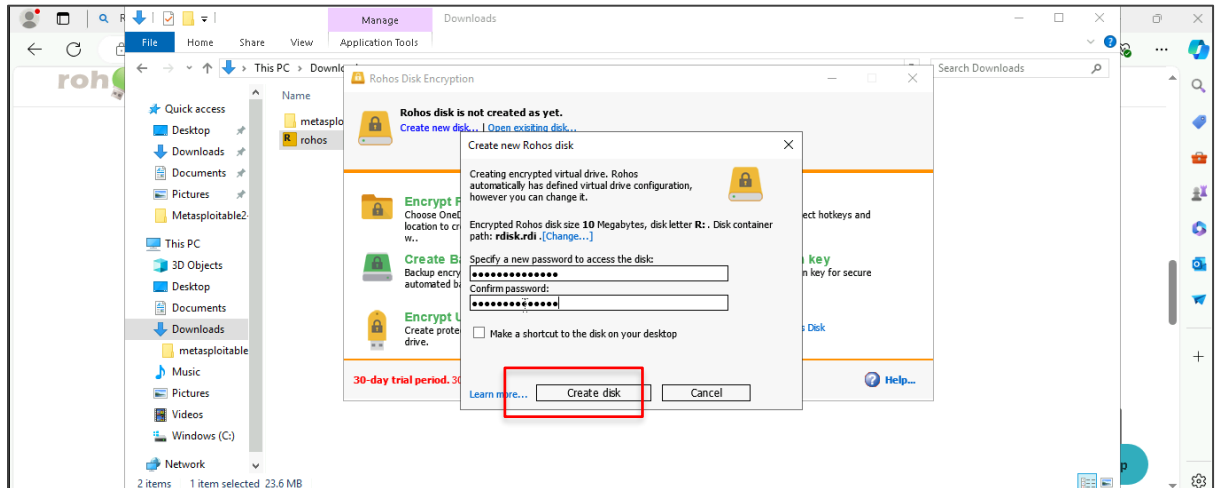 Manage
Downloads
File
Home
Share
View
Application Tools
This PC
Search Downloads
roh
Quick access
Desktop
Downloads
Documents
Pictures
Metasploitable2-
This PC
3D Objects
Desktop
Documents
Downloads
metasploitable
Music
Pictures
Videos
Windows (C:)
Network
2 items
1 item selected 23.6 MB
Name
metasplo
rohos
Rohos Disk Encryption
Rohos disk is not created as yet.
Create new disk... | Open exisiting disk...
Encrypt
Choose
location to
w..
Create
Backup
automated
Encrypt
Create
drive.
ect hotkeys and
key
key for secure
Disk
30-day trial period.
Help...
Create new Rohos disk
Creating encrypted virtual drive. Rohos
automatically has defined virtual drive configuration,
however you can change it.
Encrypted Rohos disk size 10 Megabytes, disk letter R: . Disk container
path: rdisk.rdi .[Change...]
Specify a new password to access the disk:
Confirm password:
Make a shortcut to the disk on your desktop
Learn more...
Create disk
Cancel